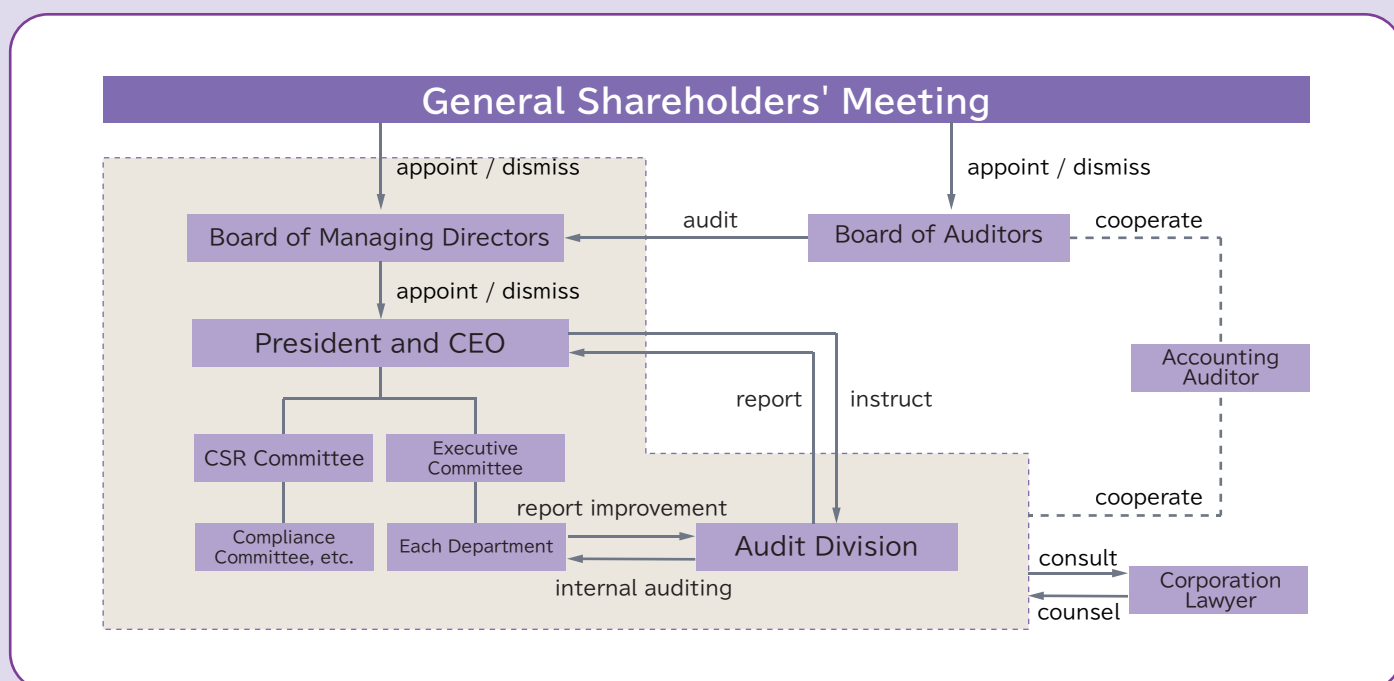 General Shareholders' Meeting
appoint / dismiss
appoint / dismiss
Board of Managing Directors
audit
Board of Auditors
cooperate
appoint / dismiss
President and CEO
Accounting
Auditor
report
instruct
CSR Committee
Executive
Committee
cooperate
report improvement
Compliance
Committee, etc.
Each Department
Audit Division
internal auditing
consult
Corporation
Lawyer
counsel